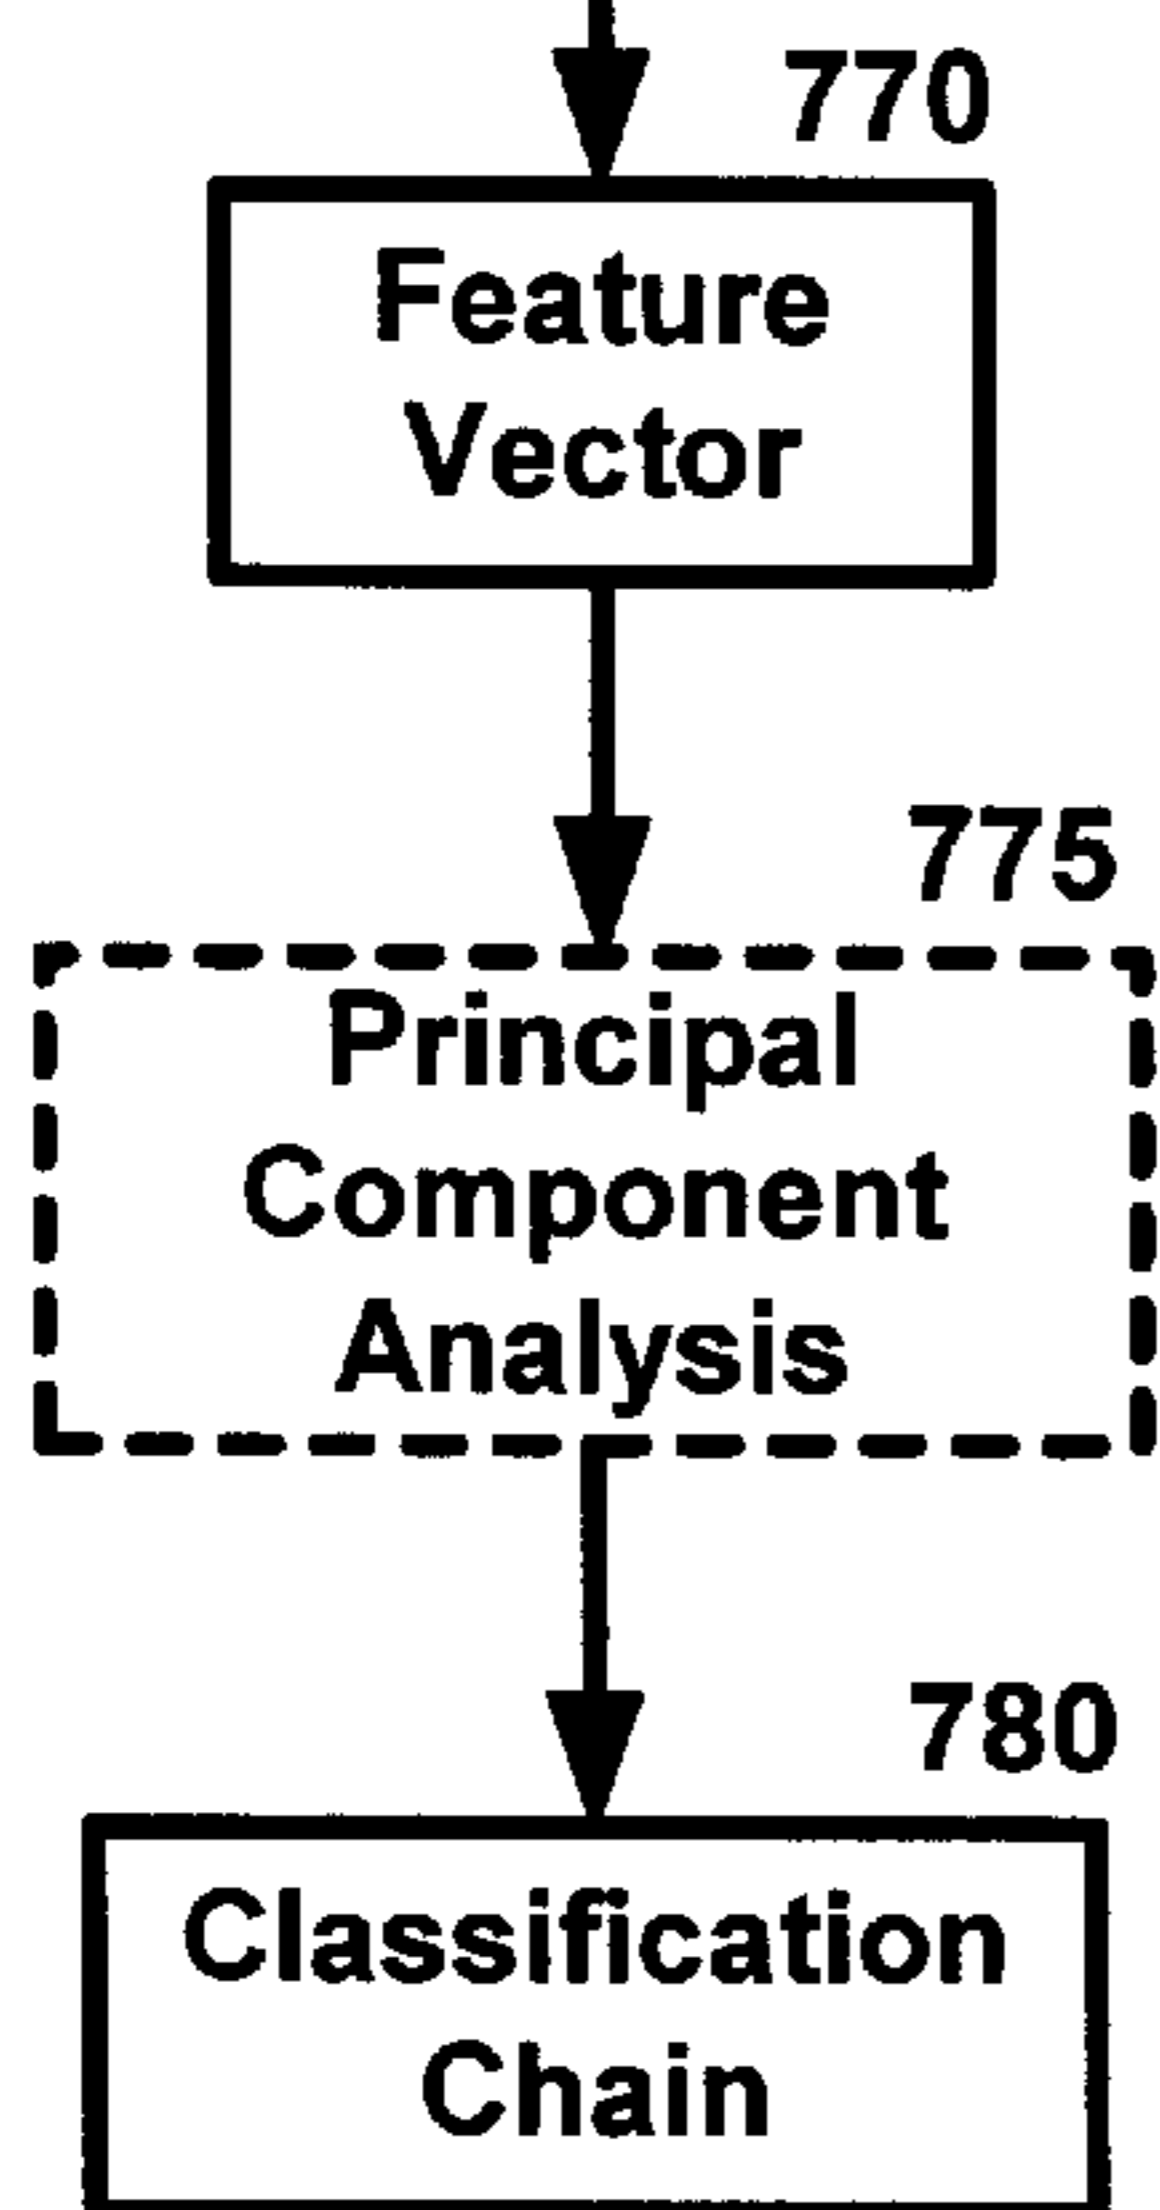 770
Feature
Vector
775
Principal
Component
Analysis
780
Classification
Chain